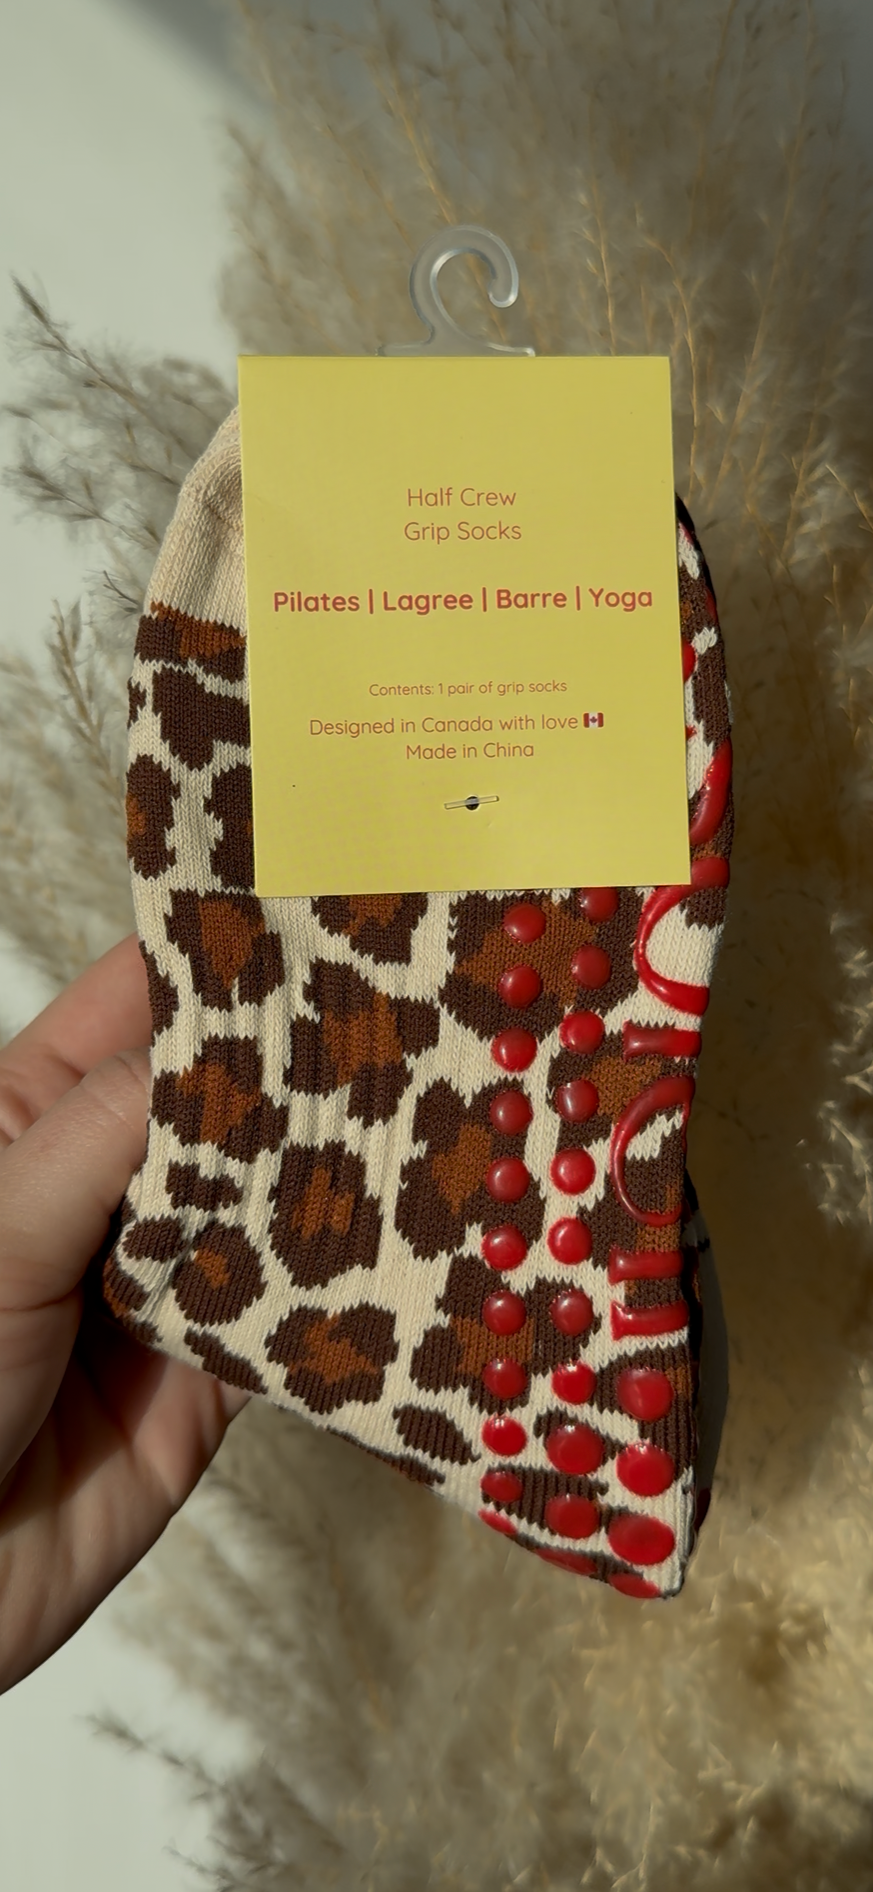 Half Crew
Grip Socks
Pilates | Lagree | Barre | Yoga
Contents: 1 pair of grip socks
Designed in Canada with love 🇨🇦
Made in China